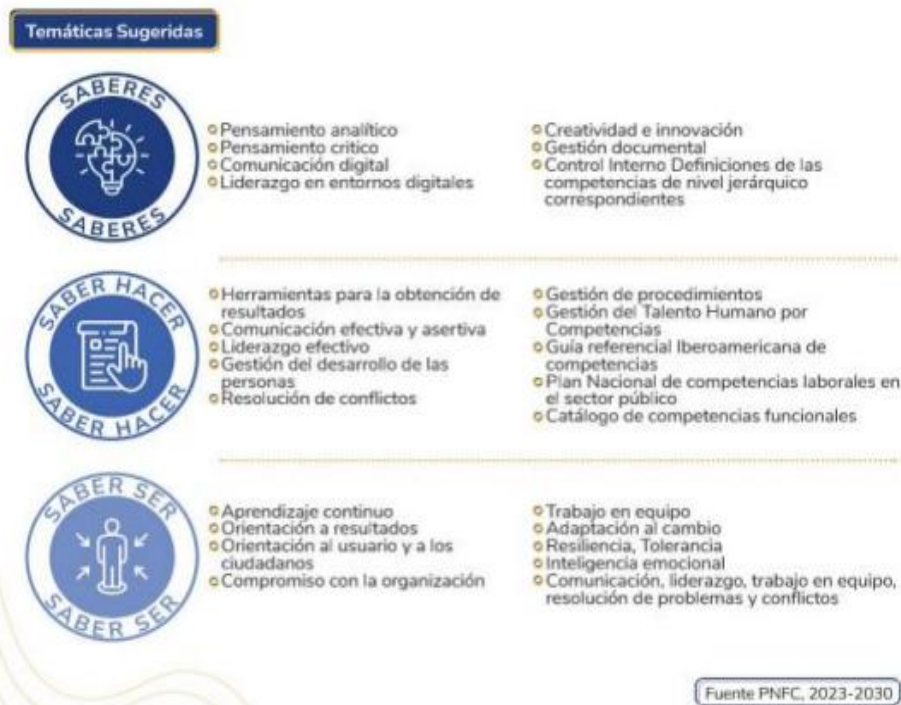 Temáticas Sugeridas
SABERES
SABERES
Pensamiento analítico
Pensamiento critico
Comunicación digital
Liderazgo en entornos digitales
Creatividad e innovación
Gestión documental
Control Interno Definiciones de las
competencias de nivel jerárquico
correspondientes
SABER HACER
SABER HACER
Herramientas para la obtención de
resultados
Comunicación efectiva y asertiva
Liderazgo efectivo
Gestión del desarrollo de las
personas
Resolución de conflictos
Gestión de procedimientos
Gestión del Talento Humano por
Competencias
Guía referencial Iberoamericana de
competencias
Plan Nacional de competencias laborales en
el sector público
Catálogo de competencias funcionales
SABER SER
SABER SER
Aprendizaje continuo
Orientación a resultados
Orientación al usuario y a los
ciudadanos
Compromiso con la organización
Trabajo en equipo
Adaptación al cambio
Resiliencia, Tolerancia
Inteligencia emocional
Comunicación, liderazgo, trabajo en equipo,
resolución de problemas y conflictos
Fuente PNFC, 2023-2030